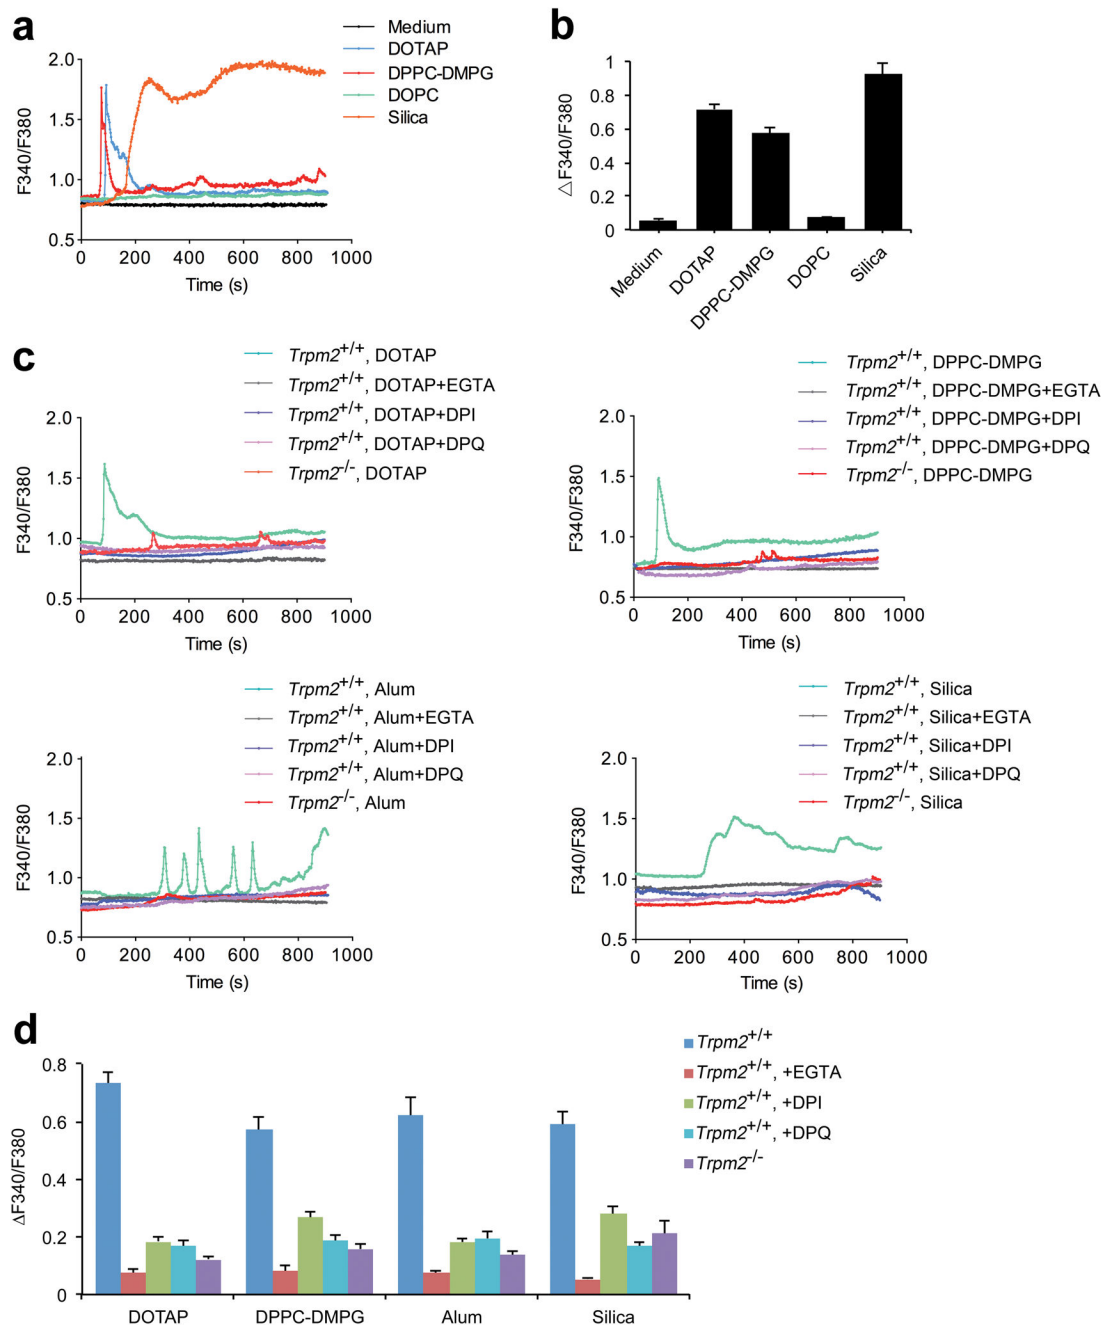 a
Medium
DOTAP
DPPC-DMPG
DOPC
Silica
2.0
1.5
1.0
0.5
F340/F380
0 200 400 600 800 1000
Time (s)
b
1
0.8
0.6
0.4
0.2
0
△F340/F380
Medium
DOTAP
DPPC-DMPG
DOPC
Silica
c
Trpm2+/+, DOTAP
Trpm2+/+, DOTAP+EGTA
Trpm2+/+, DOTAP+DPI
Trpm2+/+, DOTAP+DPQ
Trpm2-/-, DOTAP
2.0
1.5
1.0
0.5
F340/F380
0 200 400 600 800 1000
Time (s)
Trpm2+/+, DPPC-DMPG
Trpm2+/+, DPPC-DMPG+EGTA
Trpm2+/+, DPPC-DMPG+DPI
Trpm2+/+, DPPC-DMPG+DPQ
Trpm2-/-, DPPC-DMPG
2.0
1.5
1.0
0.5
F340/F380
0 200 400 600 800 1000
Time (s)
Trpm2+/+, Alum
Trpm2+/+, Alum+EGTA
Trpm2+/+, Alum+DPI
Trpm2+/+, Alum+DPQ
Trpm2-/-, Alum
2.0
1.5
1.0
0.5
F340/F380
0 200 400 600 800 1000
Time (s)
Trpm2+/+, Silica
Trpm2+/+, Silica+EGTA
Trpm2+/+, Silica+DPI
Trpm2+/+, Silica+DPQ
Trpm2-/-, Silica
2.0
1.5
1.0
0.5
F340/F380
0 200 400 600 800 1000
Time (s)
d
Trpm2+/+
Trpm2+/+, +EGTA
Trpm2+/+, +DPI
Trpm2+/+, +DPQ
Trpm2-/-
0.8
0.6
0.4
0.2
0
ΔF340/F380
DOTAP DPPC-DMPG Alum Silica